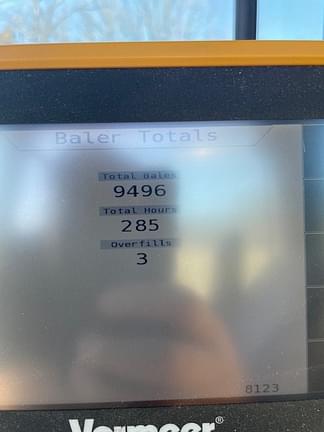 Baler Totals
Total Bales
9496
Total Hours
285
Overfills
3
8123
Vermeer®